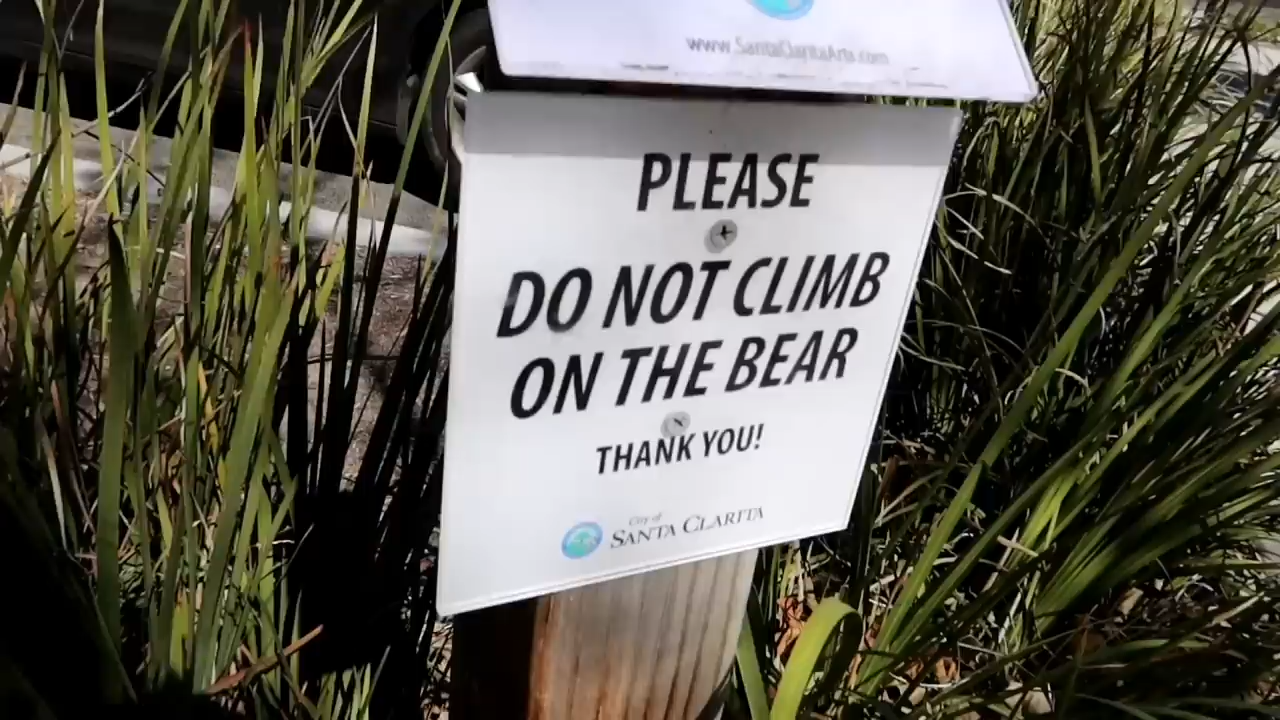 www.SantaClaritaArts.com
PLEASE
DO NOT CLIMB
ON THE BEAR
THANK YOU!
City of
SANTA CLARITA